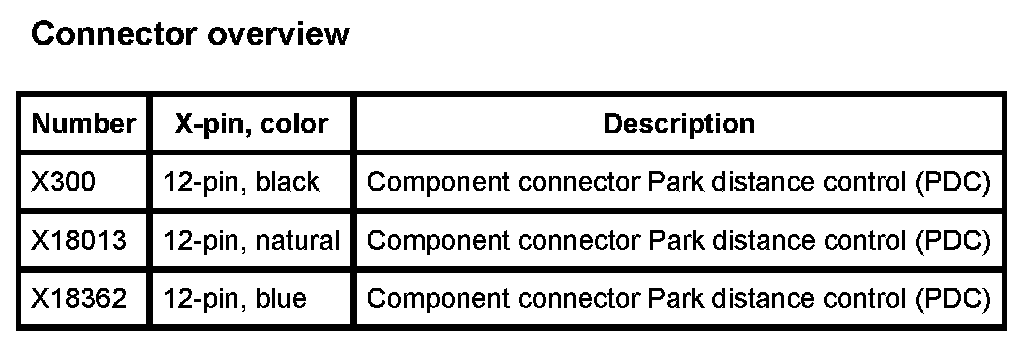 Connector overview
Number X-pin, color Description
X300 12-pin, black Component connector Park distance control (PDC)
X18013 12-pin, natural Component connector Park distance control (PDC)
X18362 12-pin, blue Component connector Park distance control (PDC)